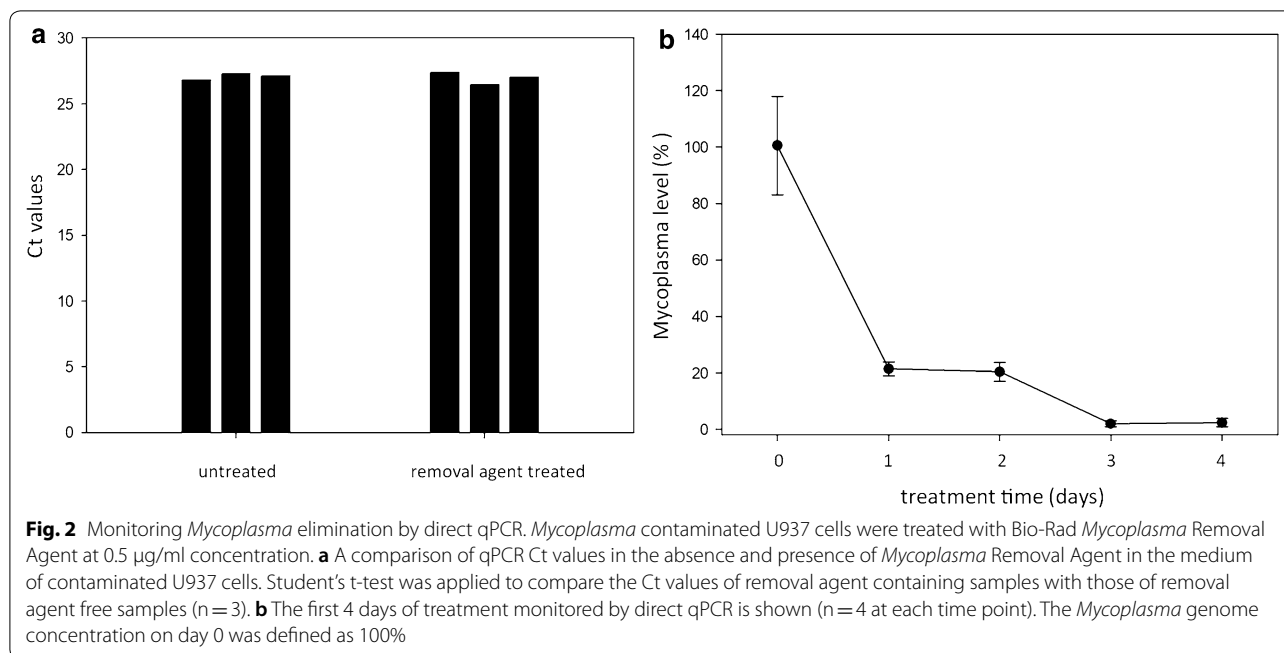 a
30
25
20
15
10
5
0
Ct values
untreated
removal agent treated
b
140
120
100
80
60
40
20
0
Mycoplasma level (%)
0 1 2 3 4
treatment time (days)
Fig. 2 Monitoring Mycoplasma elimination by direct qPCR. Mycoplasma contaminated U937 cells were treated with Bio-Rad Mycoplasma Removal
Agent at 0.5 µg/ml concentration. a A comparison of qPCR Ct values in the absence and presence of Mycoplasma Removal Agent in the medium
of contaminated U937 cells. Student's t-test was applied to compare the Ct values of removal agent containing samples with those of removal
agent free samples (n = 3). b The first 4 days of treatment monitored by direct qPCR is shown (n = 4 at each time point). The Mycoplasma genome
concentration on day 0 was defined as 100%